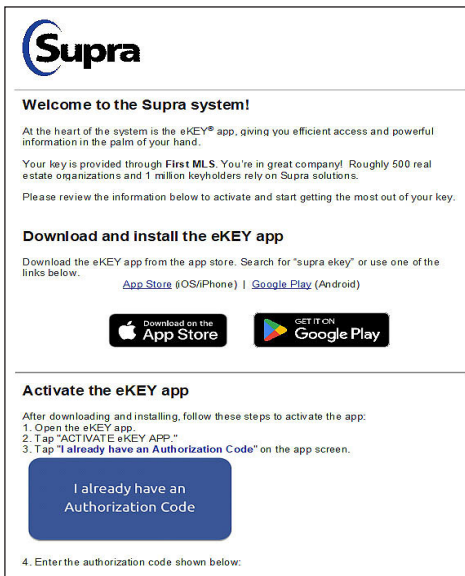 Supra
Welcome to the Supra system!
At the heart of the system is the eKEY® app, giving you efficient access and powerful
information in the palm of your hand.
Your key is provided through First MLS. You're in great company! Roughly 500 real
estate organizations and 1 million keyholders rely on Supra solutions.
Please review the information below to activate and start getting the most out of your key.
Download and install the eKEY app
Download the eKEY app from the app store. Search for "supra ekey" or use one of the
links below.
App Store (iOS/iPhone) | Google Play (Android)
Download on the
App Store
GET IT ON
Google Play
Activate the eKEY app
After downloading and installing, follow these steps to activate the app:
1. Open the eKEY app.
2. Tap "ACTIVATE eKEY APP."
3. Tap "I already have an Authorization Code" on the app screen.
I already have an
Authorization Code
4. Enter the authorization code shown below: